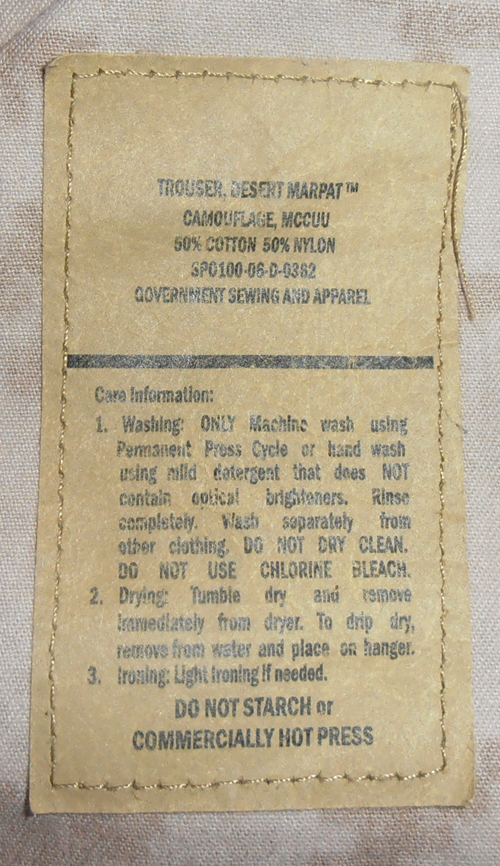 TROUSER, DESERT MARPAT™
CAMOUFLAGE, MCCUU
50% COTTON 50% NYLON
SPO100-06-D-0362
GOVERNMENT SEWING AND APPAREL
Care Information:
1. Washing: ONLY Machine wash using
Permanent Press Cycle or hand wash
using mild detergent that does NOT
contain optical brighteners. Rinse
completely. Wash separately from
other clothing. DO NOT DRY CLEAN.
DO NOT USE CHLORINE BLEACH.
2. Drying: Tumble dry and remove
immediately from dryer. To drip dry,
remove from water and place on hanger.
3. Ironing: Light ironing if needed.
DO NOT STARCH or
COMMERCIALLY HOT PRESS